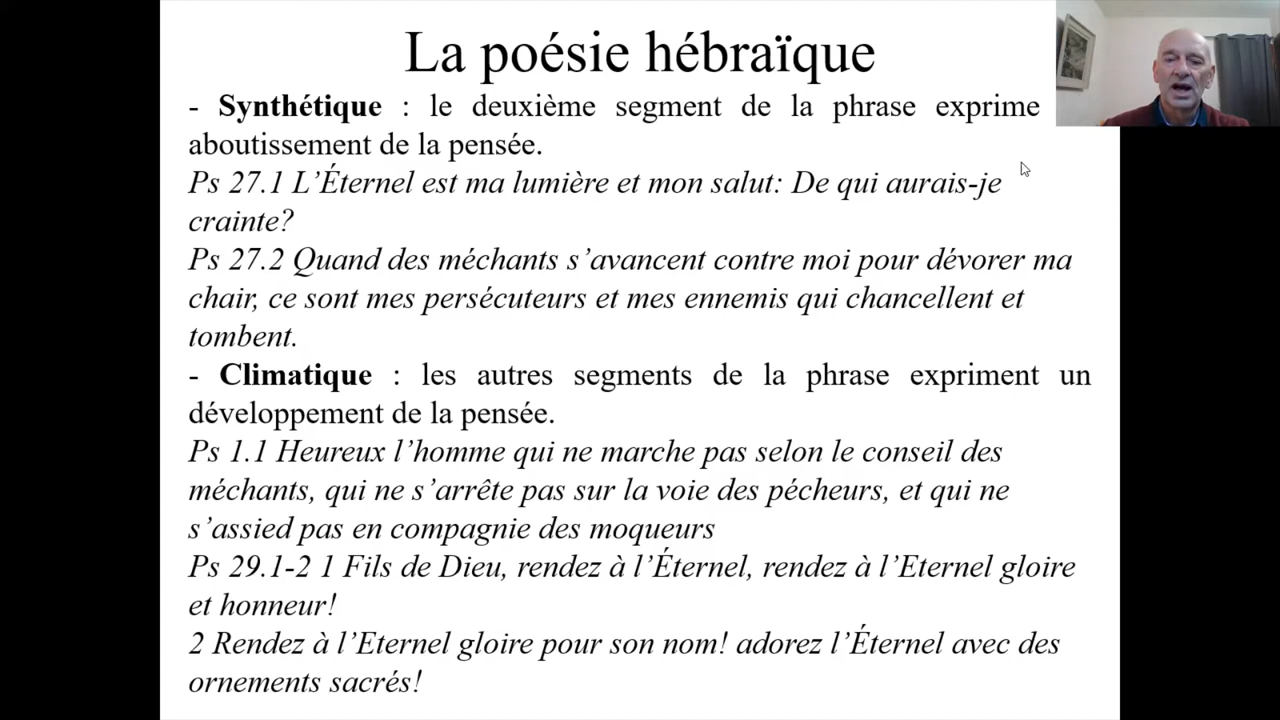 La poésie hébraïque
- Synthétique : le deuxième segment de la phrase exprime
aboutissement de la pensée.
Ps 27.1 L’Éternel est ma lumière et mon salut: De qui aurais-je
crainte?
Ps 27.2 Quand des méchants s’avancent contre moi pour dévorer ma
chair, ce sont mes persécuteurs et mes ennemis qui chancellent et
tombent.
- Climatique : les autres segments de la phrase expriment un
développement de la pensée.
Ps 1.1 Heureux l’homme qui ne marche pas selon le conseil des
méchants, qui ne s’arrête pas sur la voie des pécheurs, et qui ne
s’assied pas en compagnie des moqueurs
Ps 29.1-2 1 Fils de Dieu, rendez à l’Éternel, rendez à l’Eternel gloire
et honneur!
2 Rendez à l’Eternel gloire pour son nom! adorez l’Éternel avec des
ornements sacrés!